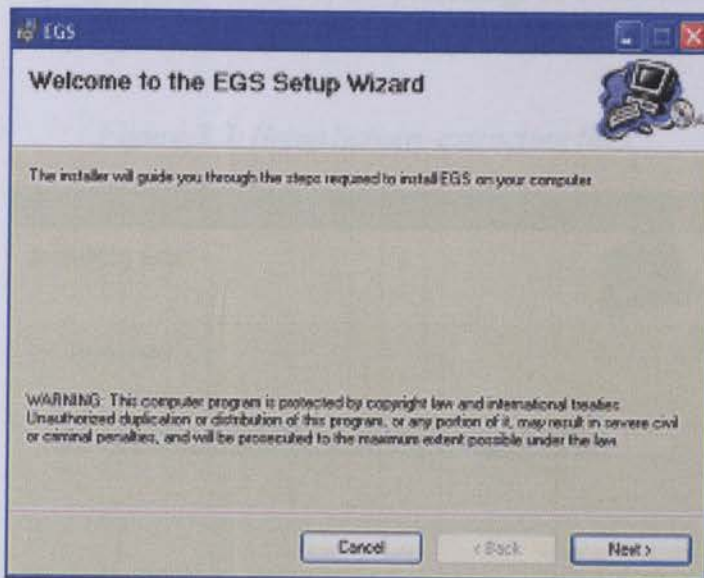 EGS
Welcome to the EGS Setup Wizard
The installer will guide you through the steps required to install EGS on your computer
WARNING: This computer program is protected by copyright law and international treaties
Unauthorized duplication or distribution of this program, or any portion of it, may result in severe civil
or criminal penalties, and will be prosecuted to the maximum extent possible under the law
Cancel
< Back
Next >